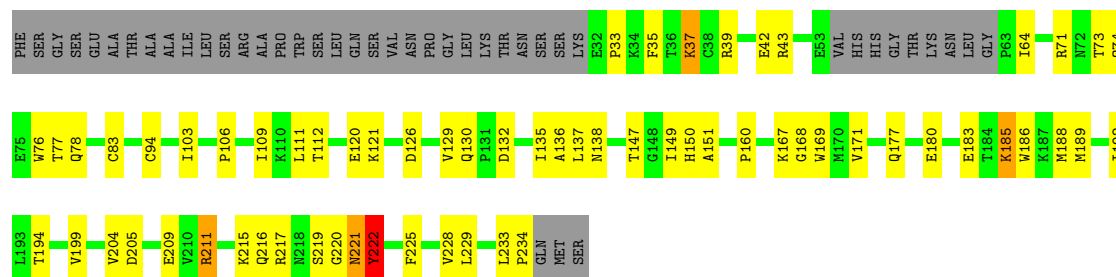 PHE SER GLY SER GLU ALA THR ALA ALA ILE LEU SER ARG ALA PRO TRP SER LEU GLN SER VAL ASN PRO GLY LEU LYS THR ASN SER SER LYS E32 P33 K34 F35 T36 K37 C38 R39 E42 R43 E53 VAL HIS HIS GLY THR LYS ASN LEU GLY P63 I64 R71 N72 T73
E75 W76 T77 Q78 C83 C94 I103 P106 I109 K110 L111 T112 E120 K121 D126 V129 Q130 P131 D132 I135 A136 L137 N138 T147 G148 I149 H150 A151 P160 K167 G168 W169 M170 V171 Q177 E180 E183 T184 K185 W186 K187 M188 M189
L193 T194 V199 V204 D205 E209 V210 R211 K215 Q216 R217 N218 S219 G220 N221 Y222 F225 V228 L229 L233 P234 GLN MET SER